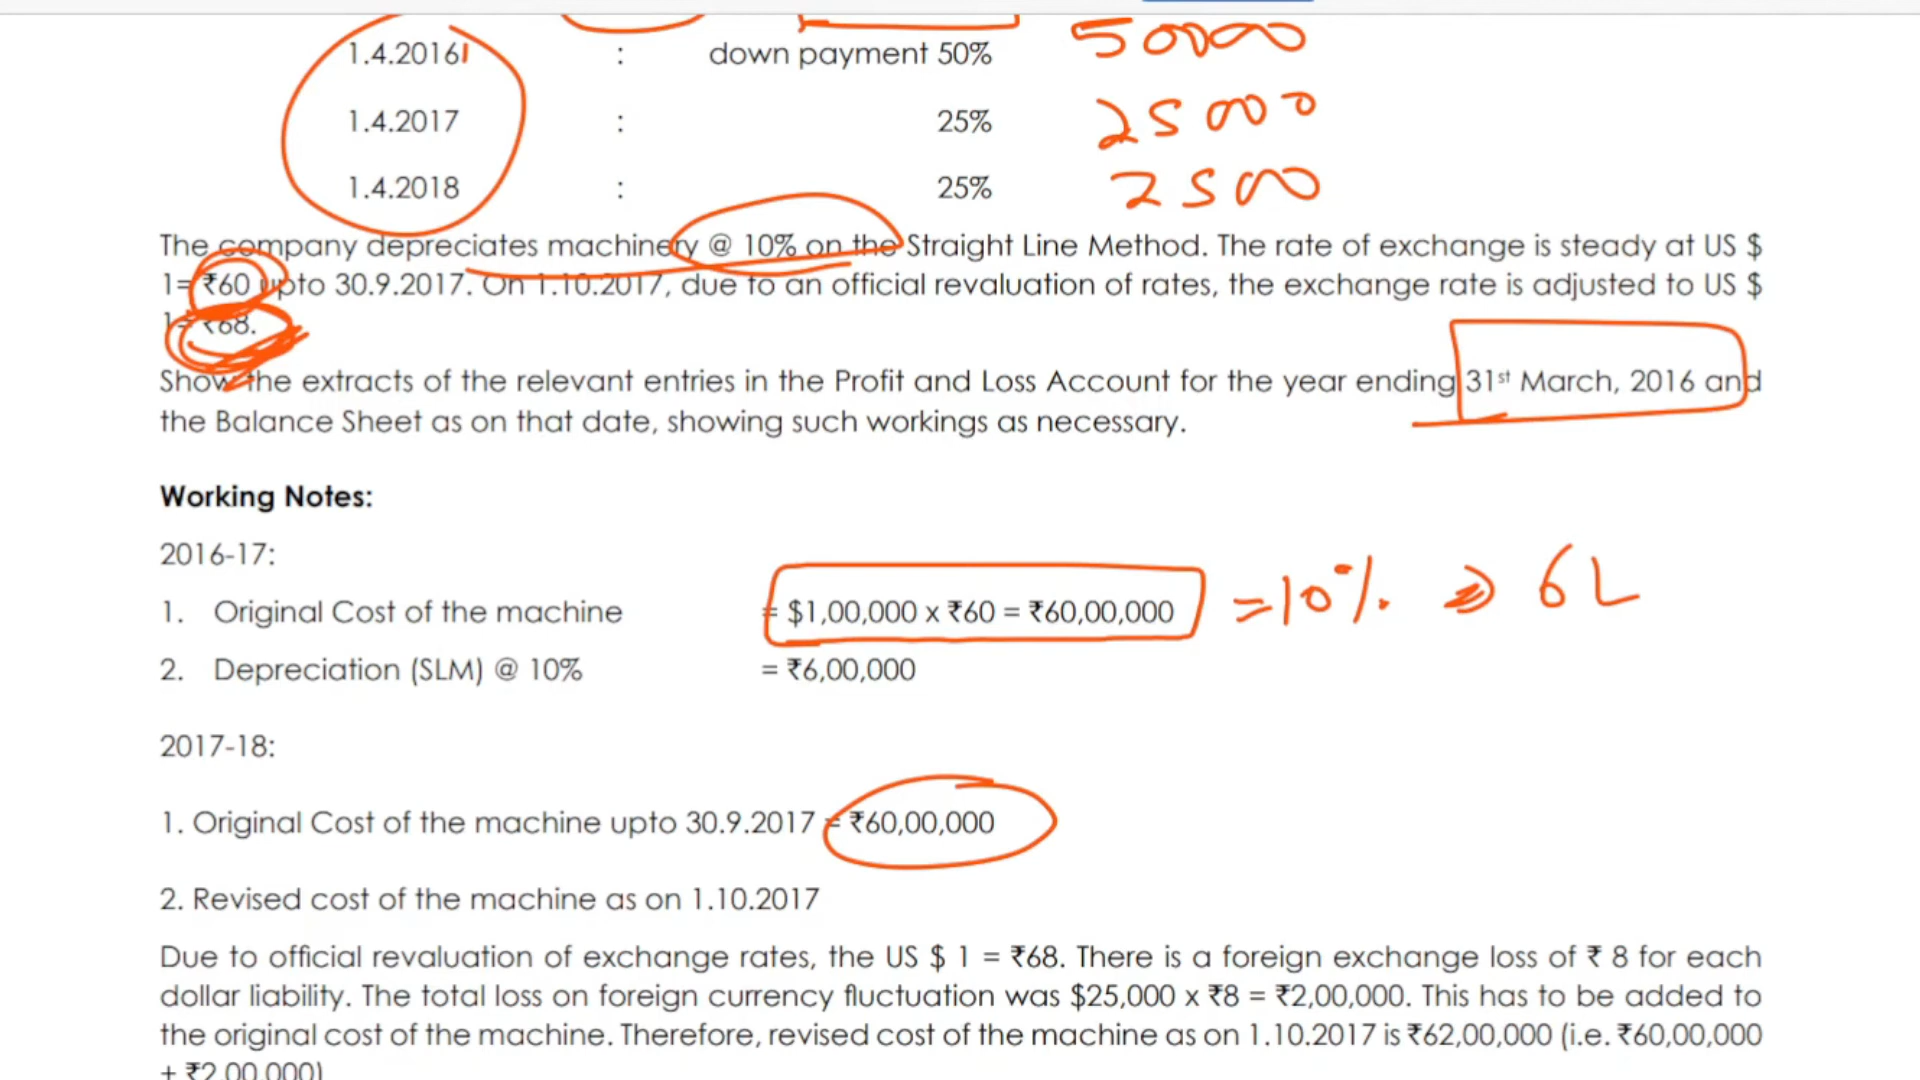 1.4.2016 : down payment 50% 50000
1.4.2017 : 25% 25000
1.4.2018 : 25% 2500
The company depreciates machinery @ 10% on the Straight Line Method. The rate of exchange is steady at US $
1= ₹60 upto 30.9.2017. On 1.10.2017, due to an official revaluation of rates, the exchange rate is adjusted to US $
1= ₹68.
Show the extracts of the relevant entries in the Profit and Loss Account for the year ending 31st March, 2016 and
the Balance Sheet as on that date, showing such workings as necessary.
Working Notes:
2016-17:
1. Original Cost of the machine = $1,00,000 x ₹60 = ₹60,00,000 =10% 6L
2. Depreciation (SLM) @ 10% = ₹6,00,000
2017-18:
1. Original Cost of the machine upto 30.9.2017 = ₹60,00,000
2. Revised cost of the machine as on 1.10.2017
Due to official revaluation of exchange rates, the US $ 1 = ₹68. There is a foreign exchange loss of ₹ 8 for each
dollar liability. The total loss on foreign currency fluctuation was $25,000 x ₹8 = ₹2,00,000. This has to be added to
the original cost of the machine. Therefore, revised cost of the machine as on 1.10.2017 is ₹62,00,000 (i.e. ₹60,00,000
+ ₹2,00,000)